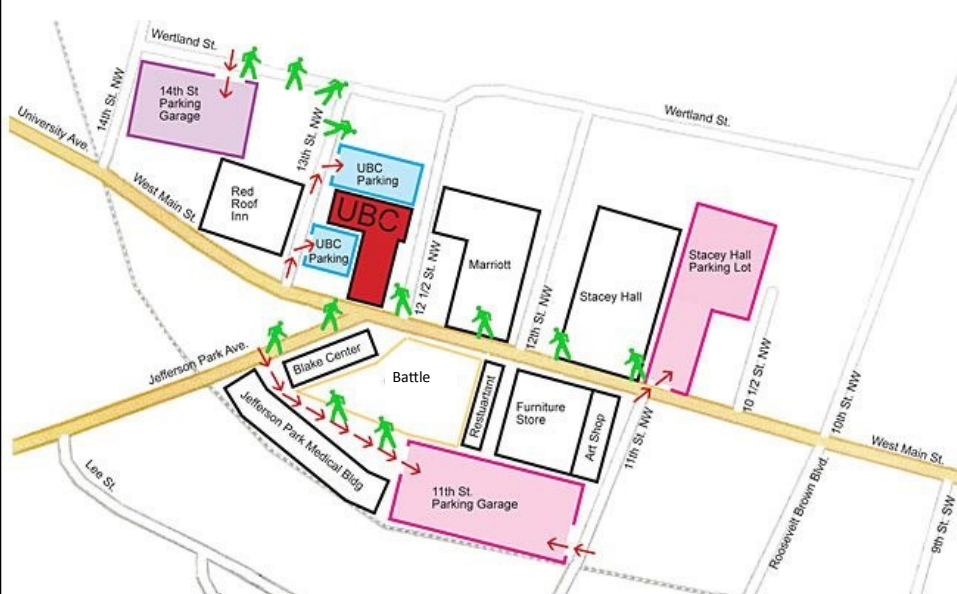 Wertland St.
14th St. NW
14th St
Parking
Garage
University Ave.
West Main St.
Red
Roof
Inn
13th St. NW
UBC
Parking
UBC
UBC
Parking
12 1/2 St. NW
Marriott
Wertland St.
12th St. NW
Stacey Hall
Stacey Hall
Parking Lot
10 1/2 St. NW
10th St. NW
Jefferson Park Ave.
Blake Center
Battle
Restuartant
Furniture
Store
Art Shop
11th St. NW
West Main St.
Jefferson Park Medical Bldg
11th St.
Parking Garage
Lee St.
Roosevelt Brown Blvd.
9th St. SW